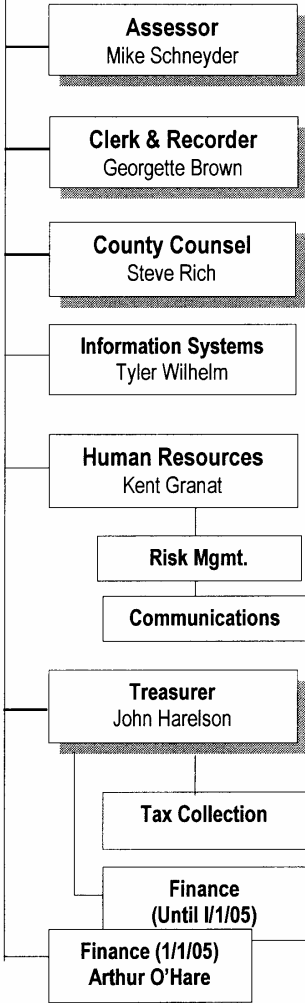 Assessor
Mike Schneyder
Clerk & Recorder
Georgette Brown
County Counsel
Steve Rich
Information Systems
Tyler Wilhelm
Human Resources
Kent Granat
Risk Mgmt.
Communications
Treasurer
John Harelson
Tax Collection
Finance
(Until I/1/05)
Finance (1/1/05)
Arthur O'Hare